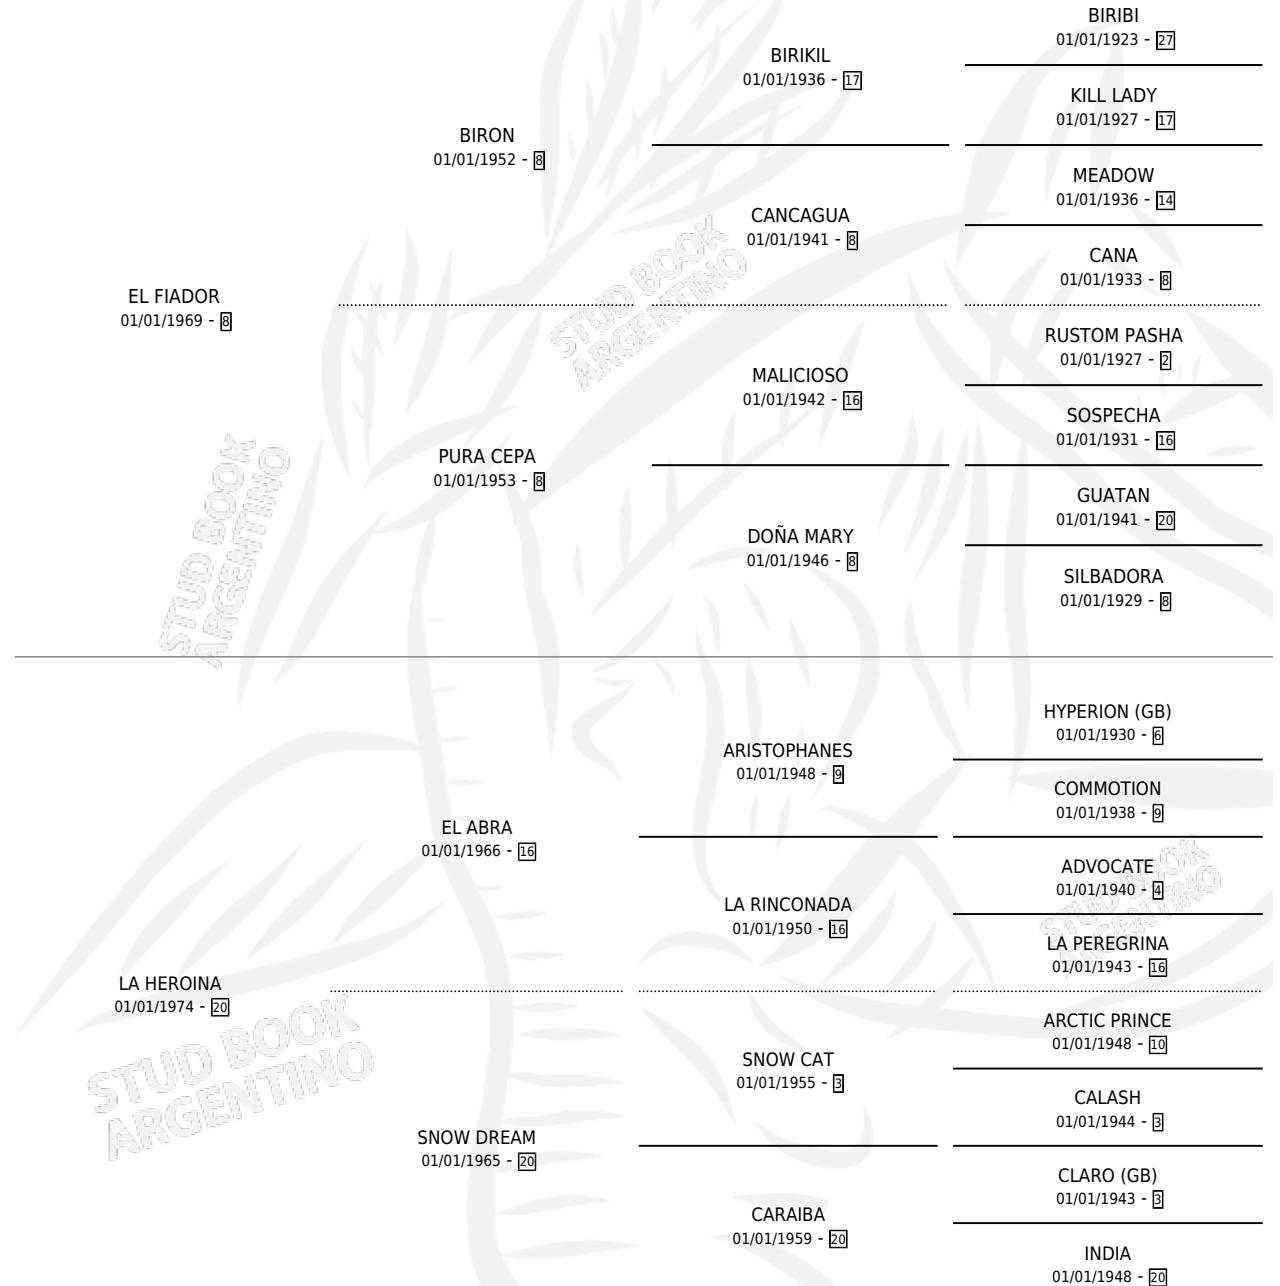 BIRIBI
01/01/1923 - 27
BIRIKIL
01/01/1936 - 17
KILL LADY
01/01/1927 - 17
BIRON
01/01/1952 - 8
MEADOW
01/01/1936 - 14
CANCAGUA
01/01/1941 - 8
CANA
01/01/1933 - 8
EL FIADOR
01/01/1969 - 8
RUSTOM PASHA
01/01/1927 - 2
MALICIOSO
01/01/1942 - 16
SOSPECHA
01/01/1931 - 16
PURA CEPA
01/01/1953 - 8
GUATAN
01/01/1941 - 20
DOÑA MARY
01/01/1946 - 8
SILBADORA
01/01/1929 - 8
STUD BOOK
ARGENTINO
STUD BOOK
ARGENTINO
HYPERION (GB)
01/01/1930 - 6
ARISTOPHANES
01/01/1948 - 9
COMMOTION
01/01/1938 - 9
EL ABRA
01/01/1966 - 16
ADVOCATE
01/01/1940 - 4
LA RINCONADA
01/01/1950 - 16
LA PEREGRINA
01/01/1943 - 16
LA HEROINA
01/01/1974 - 20
ARCTIC PRINCE
01/01/1948 - 10
SNOW CAT
01/01/1955 - 3
CALASH
01/01/1944 - 3
SNOW DREAM
01/01/1965 - 20
CLARO (GB)
01/01/1943 - 3
CARAIBA
01/01/1959 - 20
INDIA
01/01/1948 - 20
STUD BOOK
ARGENTINO
STUD BOOK
ARGENTINO